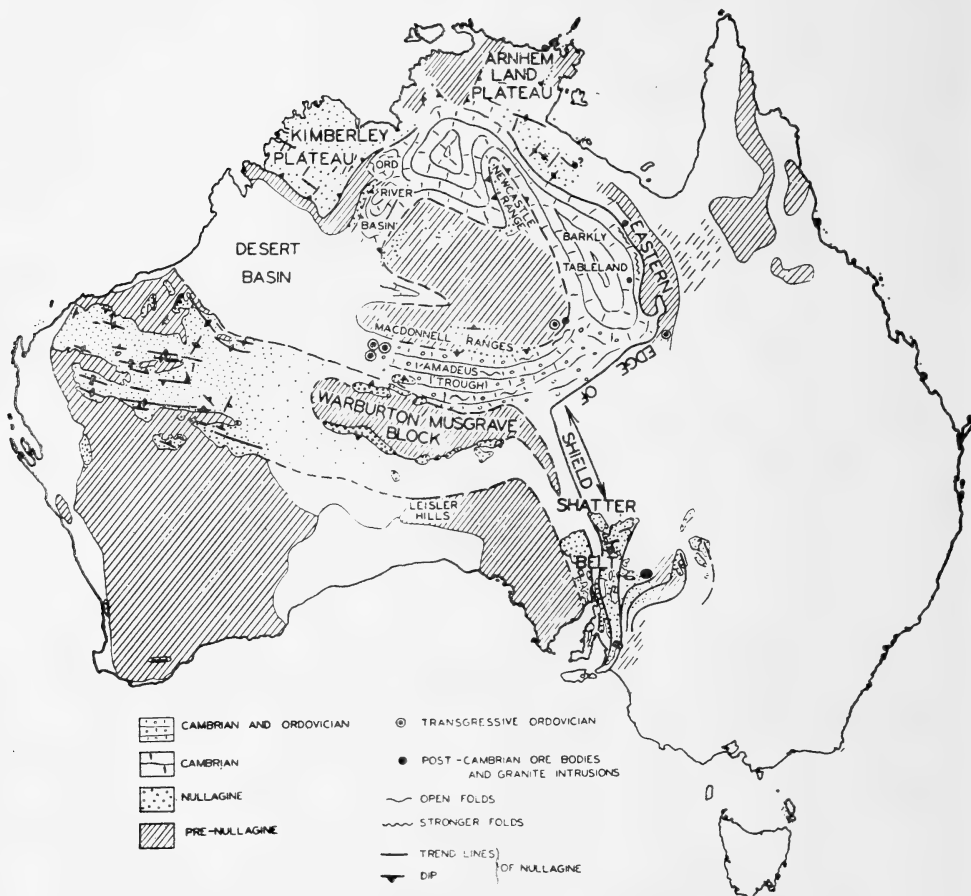 ARNHEM
LAND
PLATEAU
KIMBERLEY
PLATEAU
ORD
RIVER
BASIN
NEWCASTLE
RANGE
BARKLY
TABLELAND
EASTERN
EDGE
OF
SHIELD
DESERT
BASIN
MACDONNELL RANGES
(AMADEUS
TROUGH)
WARBURTON MUSGRAVE
BLOCK
LEISLER
HILLS
SHATTER
BELT
CAMBRIAN AND ORDOVICIAN
CAMBRIAN
NULLAGINE
PRE-NULLAGINE
TRANSGRESSIVE ORDOVICIAN
POST-CAMBRIAN ORE BODIES
AND GRANITE INTRUSIONS
OPEN FOLDS
STRONGER FOLDS
TREND LINES
DIP
OF NULLAGINE